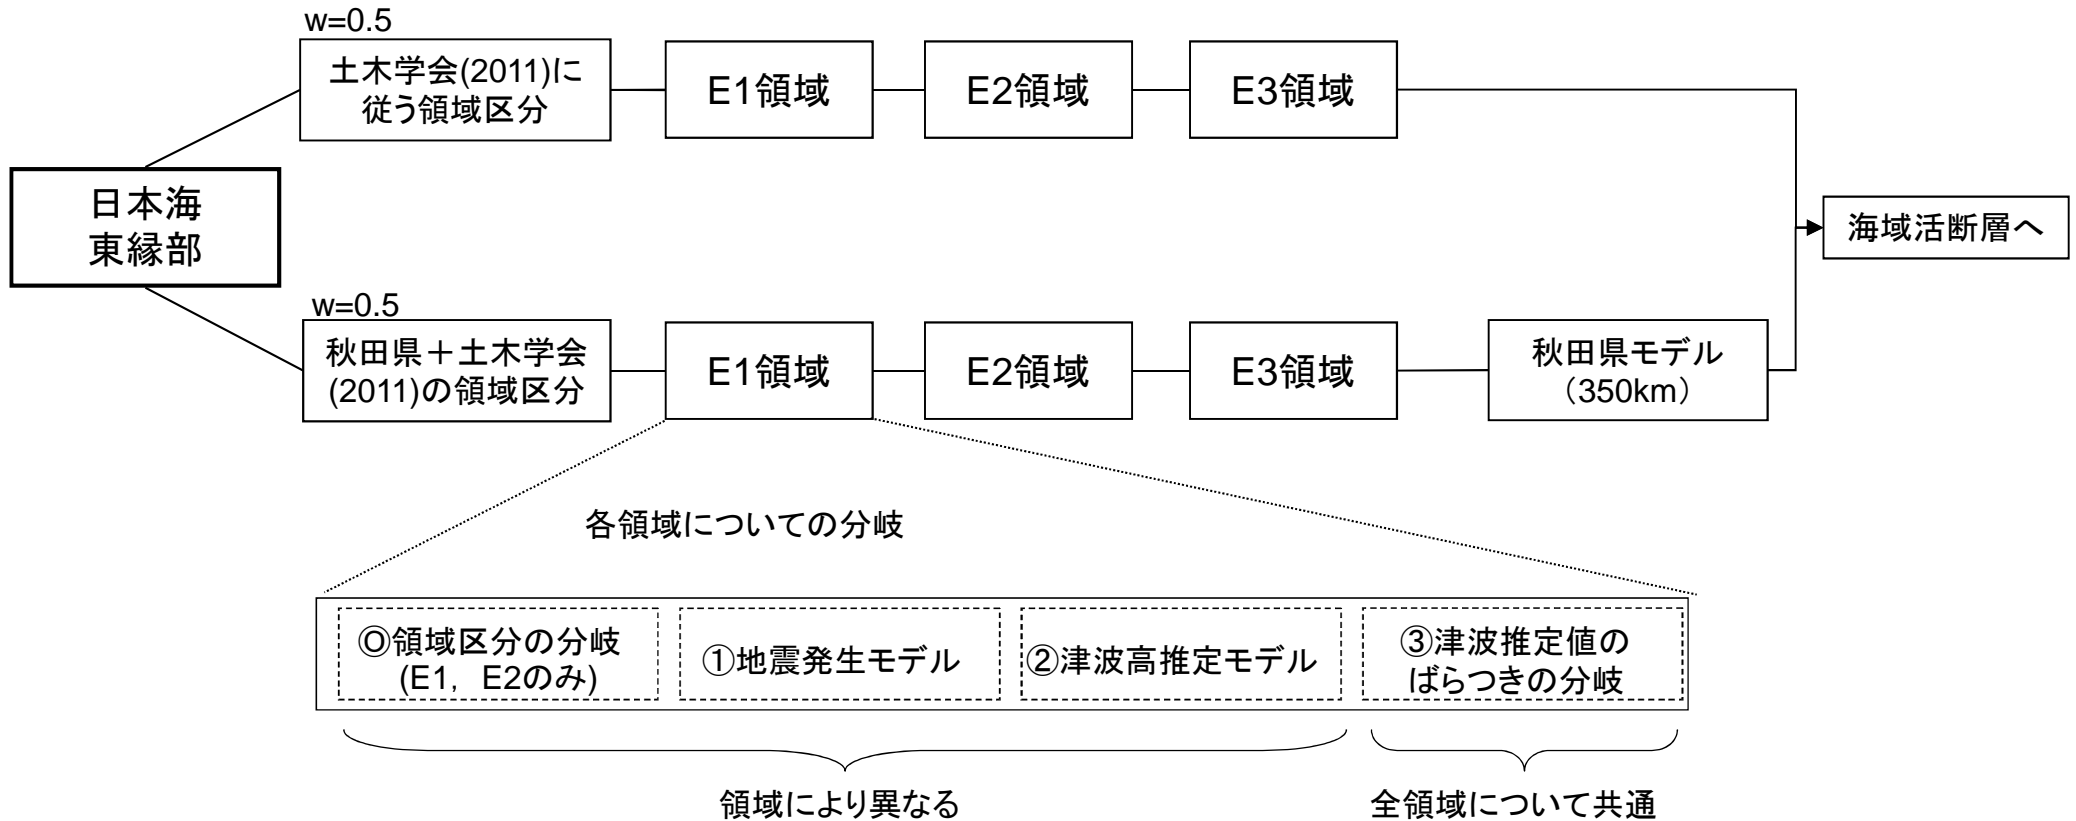 w=0.5
土木学会(2011)に
従う領域区分
E1領域
E2領域
E3領域
日本海
東縁部
海域活断層へ
w=0.5
秋田県＋土木学会
(2011)の領域区分
E1領域
E2領域
E3領域
秋田県モデル
（350km）
各領域についての分岐
⓪領域区分の分岐
(E1，E2のみ)
①地震発生モデル
②津波高推定モデル
③津波推定値の
ばらつきの分岐
領域により異なる
全領域について共通